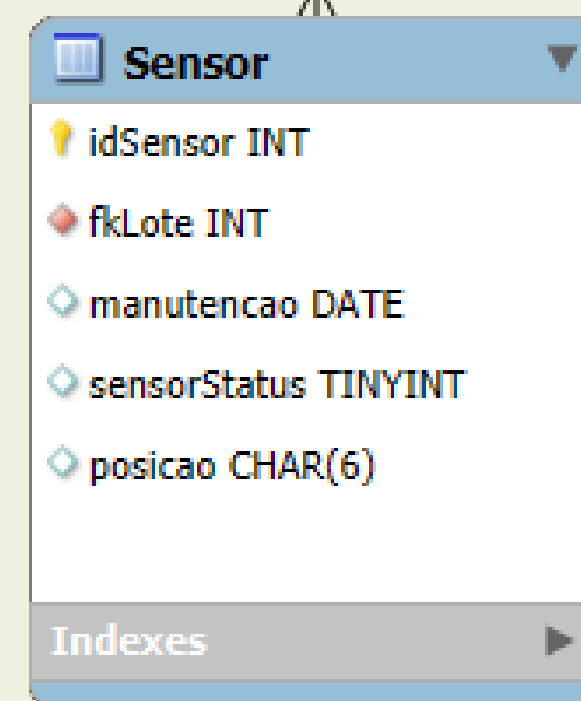 Sensor
idSensor INT
fkLote INT
manutencao DATE
sensorStatus TINYINT
posicao CHAR(6)
Indexes